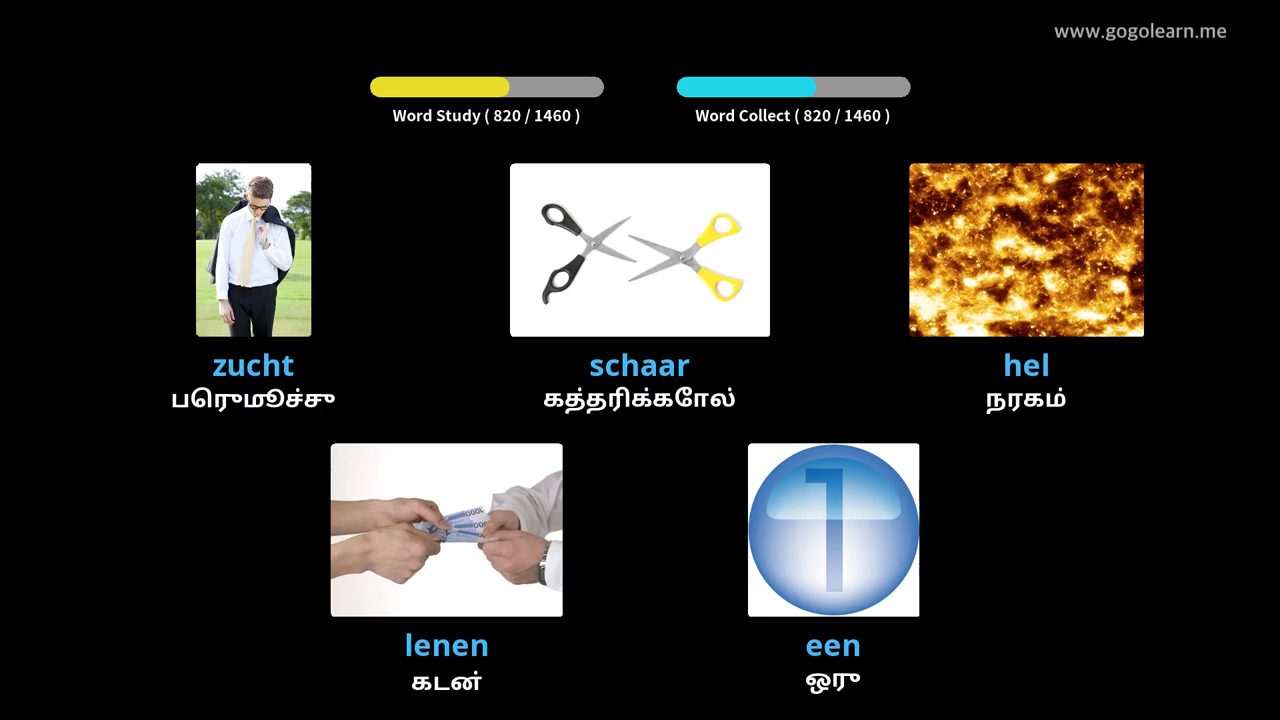 www.gogolearn.me
Word Study ( 820 / 1460 )
Word Collect ( 820 / 1460 )
zucht
பெருமூச்சு
schaar
கத்தரிக்கோல்
hel
நரகம்
lenen
கடன்
een
ஒரு